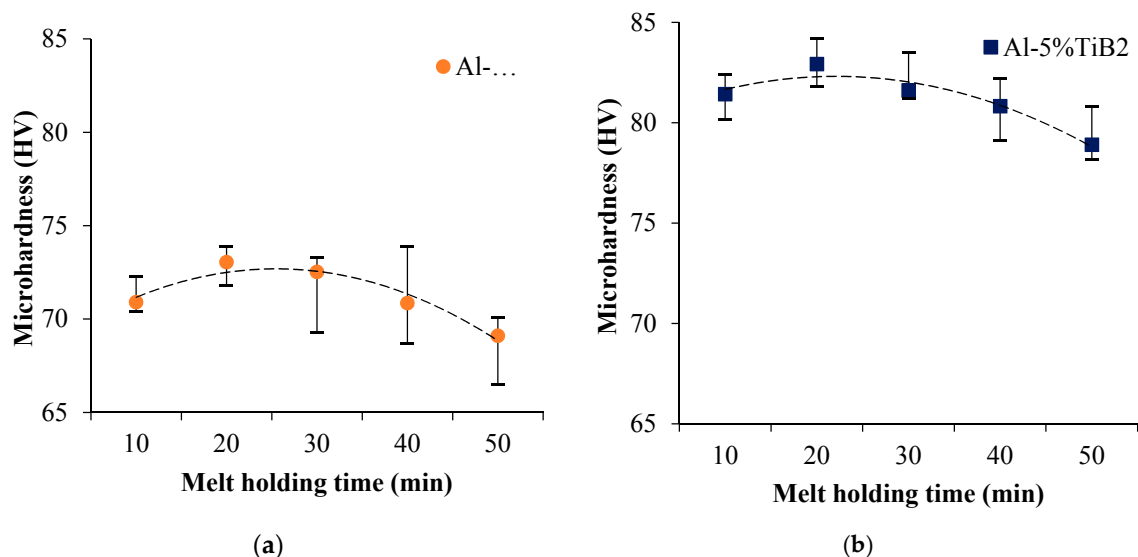 85
80
75
70
65
Microhardness (HV)
Al-…
10 20 30 40 50
Melt holding time (min)
(a)
85
80
75
70
65
Microhardness (HV)
Al-5%TiB2
10 20 30 40 50
Melt holding time (min)
(b)